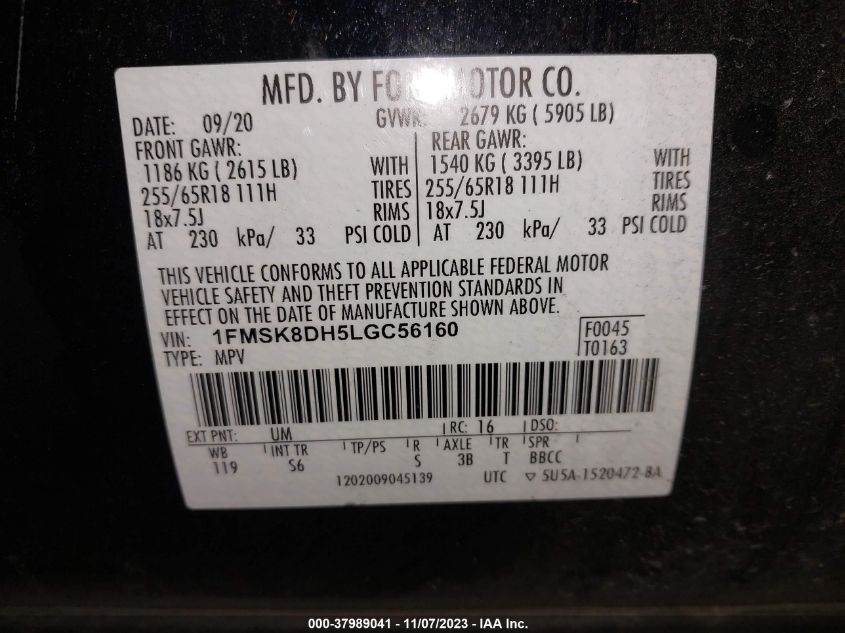 MFD. BY FORD MOTOR CO.
DATE: 09/20 GVWR: 2679 KG ( 5905 LB)
FRONT GAWR: REAR GAWR:
1186 KG ( 2615 LB) WITH 1540 KG ( 3395 LB) WITH
255/65R18 111H TIRES 255/65R18 111H TIRES
18x7.5J RIMS 18x7.5J RIMS
AT 230 kPa/ 33 PSI COLD AT 230 kPa/ 33 PSI COLD
THIS VEHICLE CONFORMS TO ALL APPLICABLE FEDERAL MOTOR
VEHICLE SAFETY AND THEFT PREVENTION STANDARDS IN
EFFECT ON THE DATE OF MANUFACTURE SHOWN ABOVE.
VIN: 1FMSK8DH5LGC56160 F0045
TYPE: MPV T0163
EXT PNT: UM RC: 16 DSO:
WB INT TR TP/PS R AXLE TR SPR
119 S6 S 3B T BBCC
1202009045139 UTC ▽ 5U5A-1520472-BA
000-37989041 - 11/07/2023 - IAA Inc.